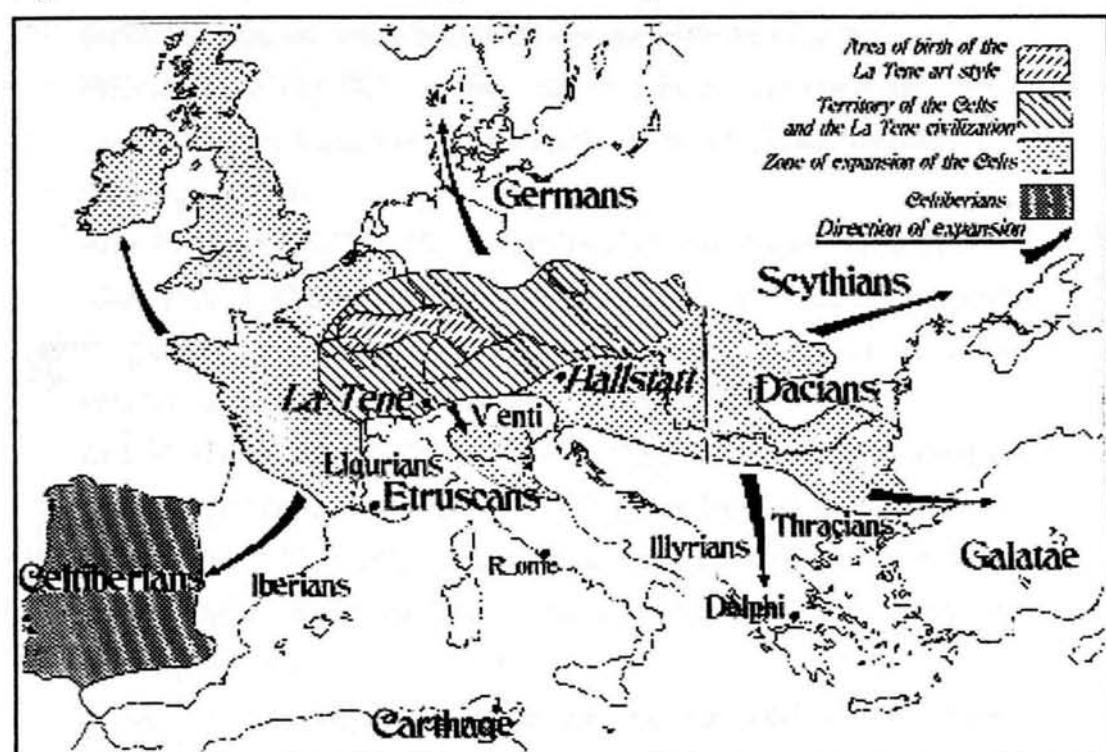 Area of birth of the
La Tene art style
Territory of the Celts
and the La Tene civilization
Zone of expansion of the Celts
Celtiberians
Direction of expansion
Germans
Scythians
Hallstatt
Dacians
La Tene
Venti
Ligurians
Etruscans
Thracians
Illyrians
Galatae
Rome
Celtiberians
Iberians
Dalphi
Carthage